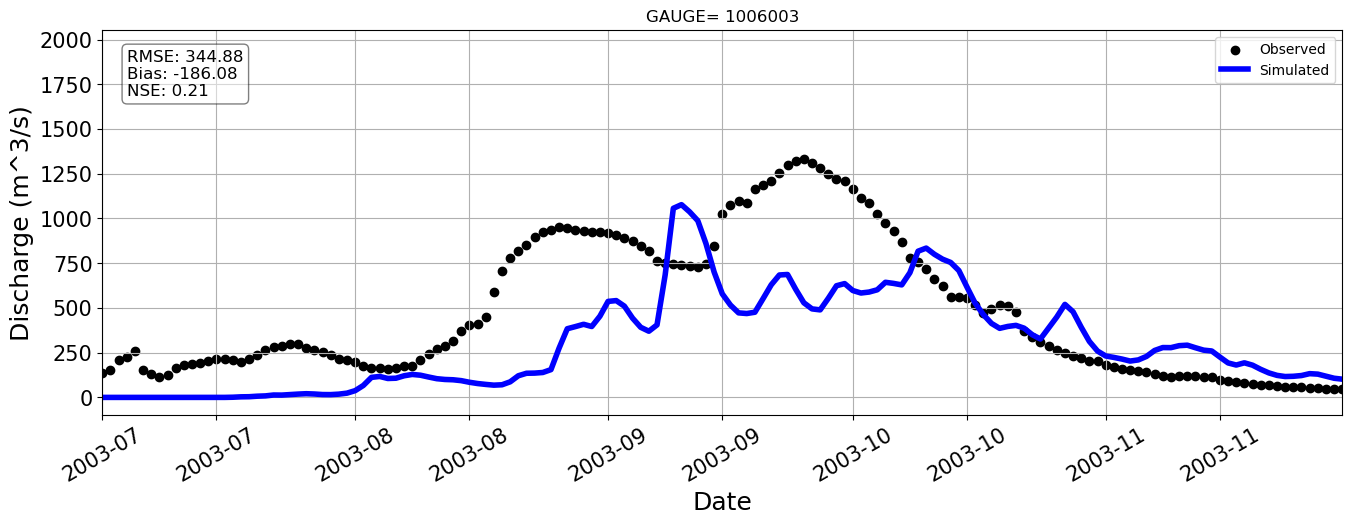 GAUGE= 1006003
RMSE: 344.88
Bias: -186.08
NSE: 0.21
Observed
Simulated
2000
1750
1500
1250
1000
750
500
250
0
Discharge (m^3/s)
2003-07
2003-07
2003-08
2003-08
2003-09
2003-09
2003-10
2003-10
2003-11
2003-11
Date